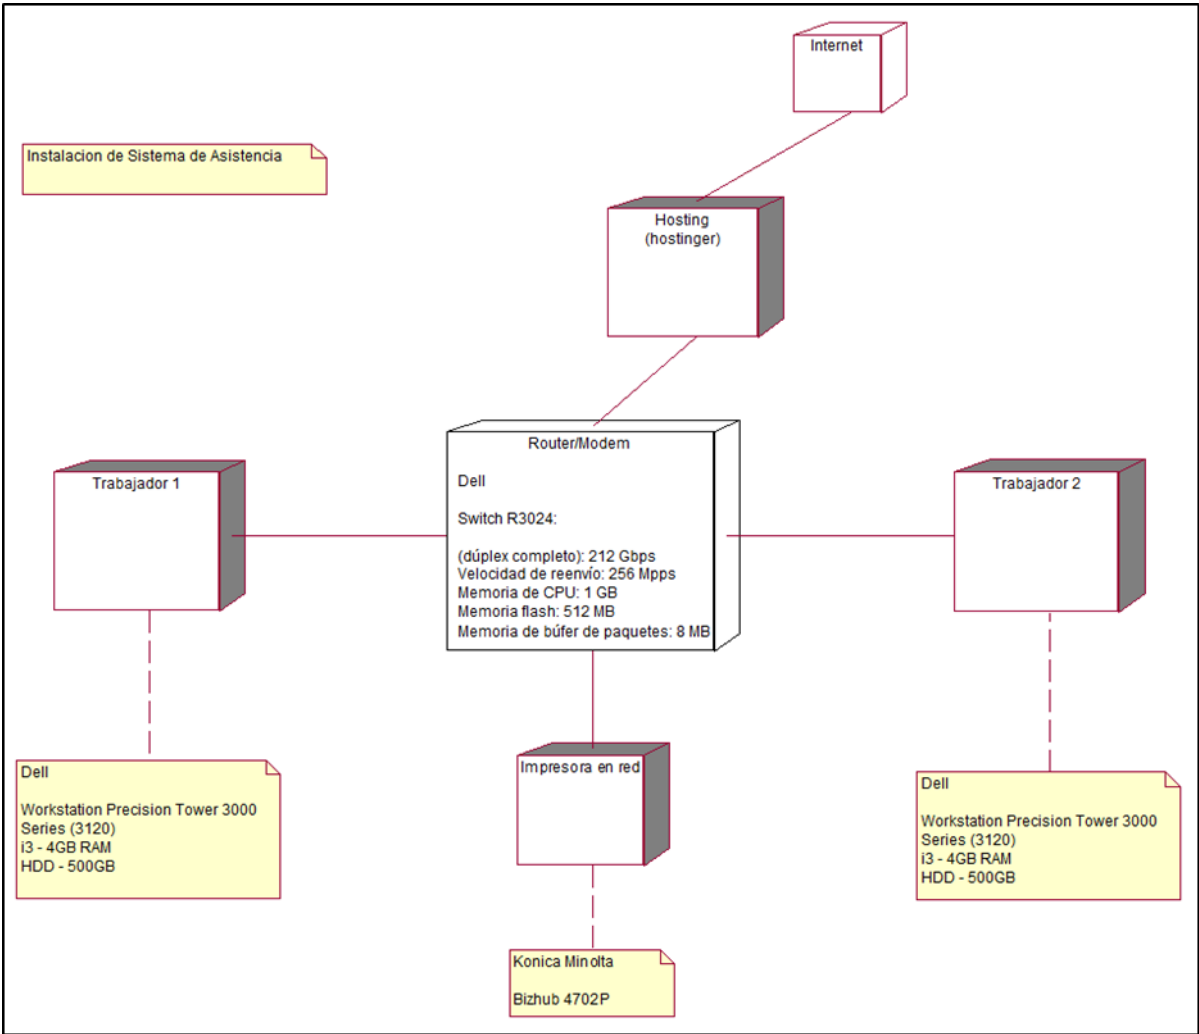 Internet
Instalacion de Sistema de Asistencia
Hosting
(hostinger)
Router/Modem
Dell
Switch R3024:
(dúplex completo): 212 Gbps
Velocidad de reenvío: 256 Mpps
Memoria de CPU: 1 GB
Memoria flash: 512 MB
Memoria de búfer de paquetes: 8 MB
Trabajador 1
Trabajador 2
Dell
Workstation Precision Tower 3000
Series (3120)
i3 - 4GB RAM
HDD - 500GB
Impresora en red
Dell
Workstation Precision Tower 3000
Series (3120)
i3 - 4GB RAM
HDD - 500GB
Konica Minolta
Bizhub 4702P